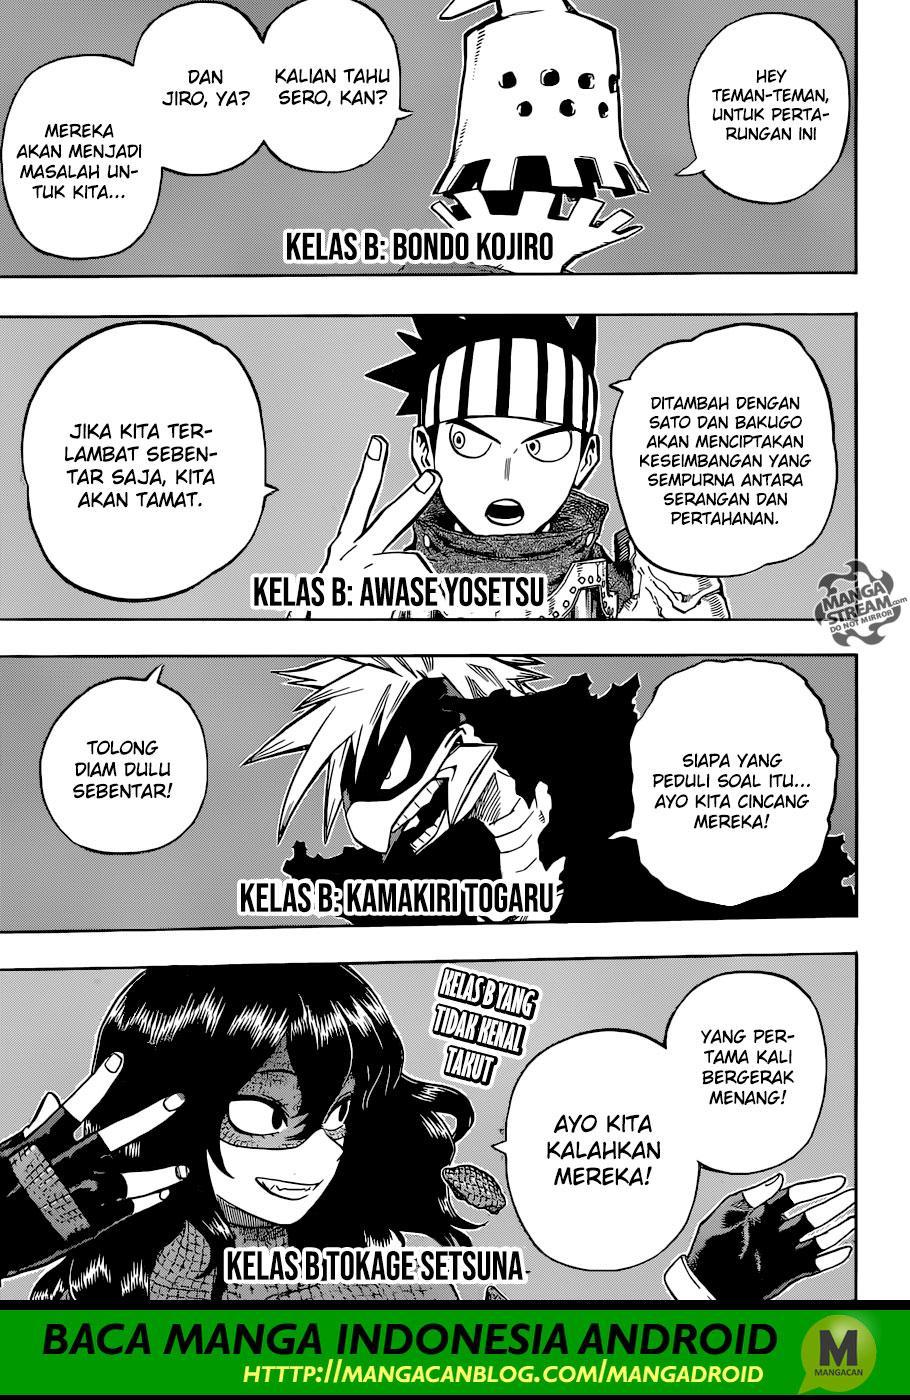 HEY
TEMAN-TEMAN,
UNTUK PERTA-
RUNGAN INI
KALIAN TAHU
SERO, KAN?
DAN
JIRO, YA?
MEREKA
AKAN MENJADI
MASALAH UN-
TUK KITA...
KELAS B: BONDO KOJIRO
DITAMBAH DENGAN
SATO DAN BAKUGO
AKAN MENCIPTAKAN
KESEIMBANGAN YANG
SEMPURNA ANTARA
SERANGAN DAN
PERTAHANAN.
JIKA KITA TER-
LAMBAT SEBEN-
TAR SAJA, KITA
AKAN TAMAT.
KELAS B: AWASE YOSETSU
MANGA
STREAM.com
DO NOT MIRROR
SIAPA YANG
PEDULI SOAL ITU...
AYO KITA CINCANG
MEREKA!
TOLONG
DIAM DULU
SEBENTAR!
KELAS B: KAMAKIRI TOGARU
YANG PER-
TAMA KALI
BERGERAK
MENANG!
AYO KITA
KALAHKAN
MEREKA!
KELAS B YANG
TIDAK KENAL
TAKUT
KELAS B TOKAGE SETSUNA
BACA MANGA INDONESIA ANDROID
HTTTP://MANGACANBLOG.COM/MANGADROID
M
MANGACAN